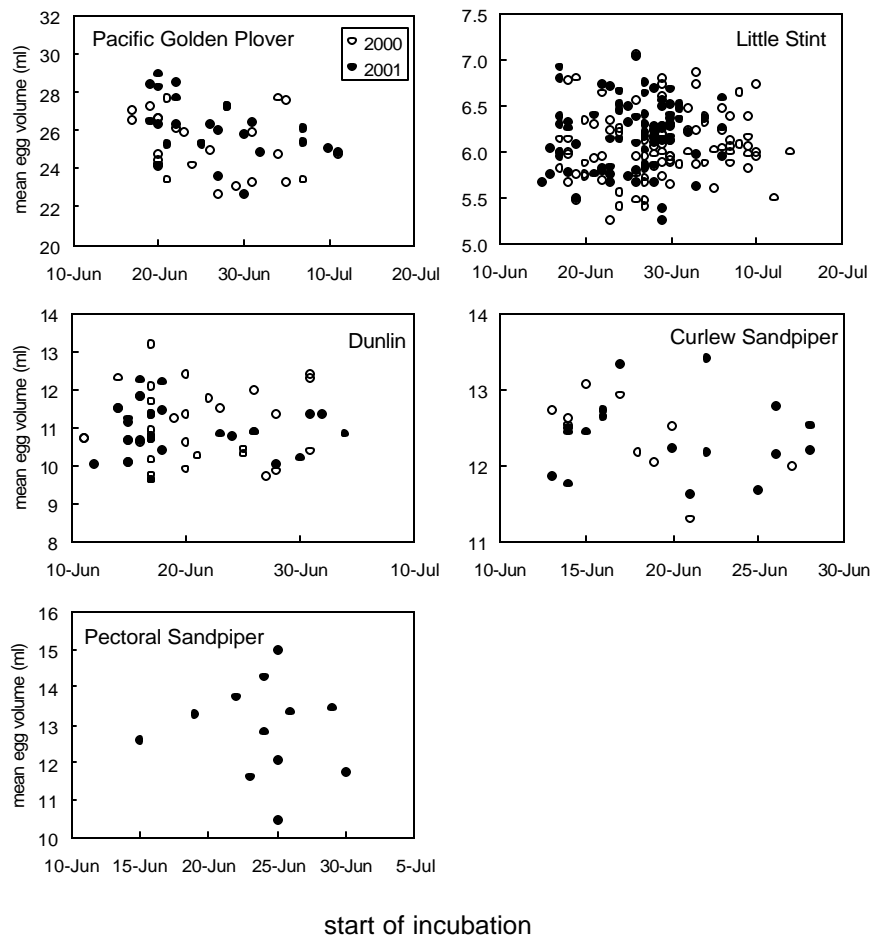 Pacific Golden Plover
2000
2001
mean egg volume (ml)
32
30
28
26
24
22
20
10-Jun 20-Jun 30-Jun 10-Jul 20-Jul
Little Stint
7.5
7.0
6.5
6.0
5.5
5.0
10-Jun 20-Jun 30-Jun 10-Jul 20-Jul
Dunlin
mean egg volume (ml)
14
13
12
11
10
9
8
10-Jun 20-Jun 30-Jun 10-Jul
Curlew Sandpiper
14
13
12
11
10-Jun 15-Jun 20-Jun 25-Jun 30-Jun
Pectoral Sandpiper
mean egg volume (ml)
16
15
14
13
12
11
10
10-Jun 15-Jun 20-Jun 25-Jun 30-Jun 5-Jul
start of incubation